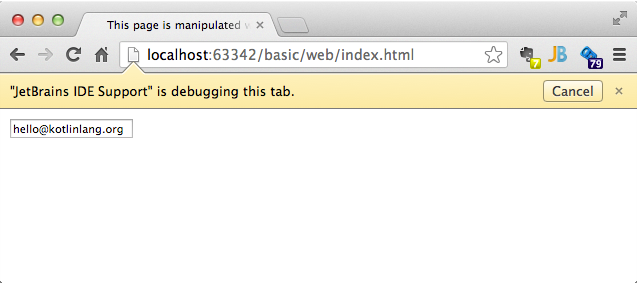 This page is manipulated
localhost:63342/basic/web/index.html
JB
7
79
"JetBrains IDE Support" is debugging this tab.
Cancel
hello@kotlinlang.org